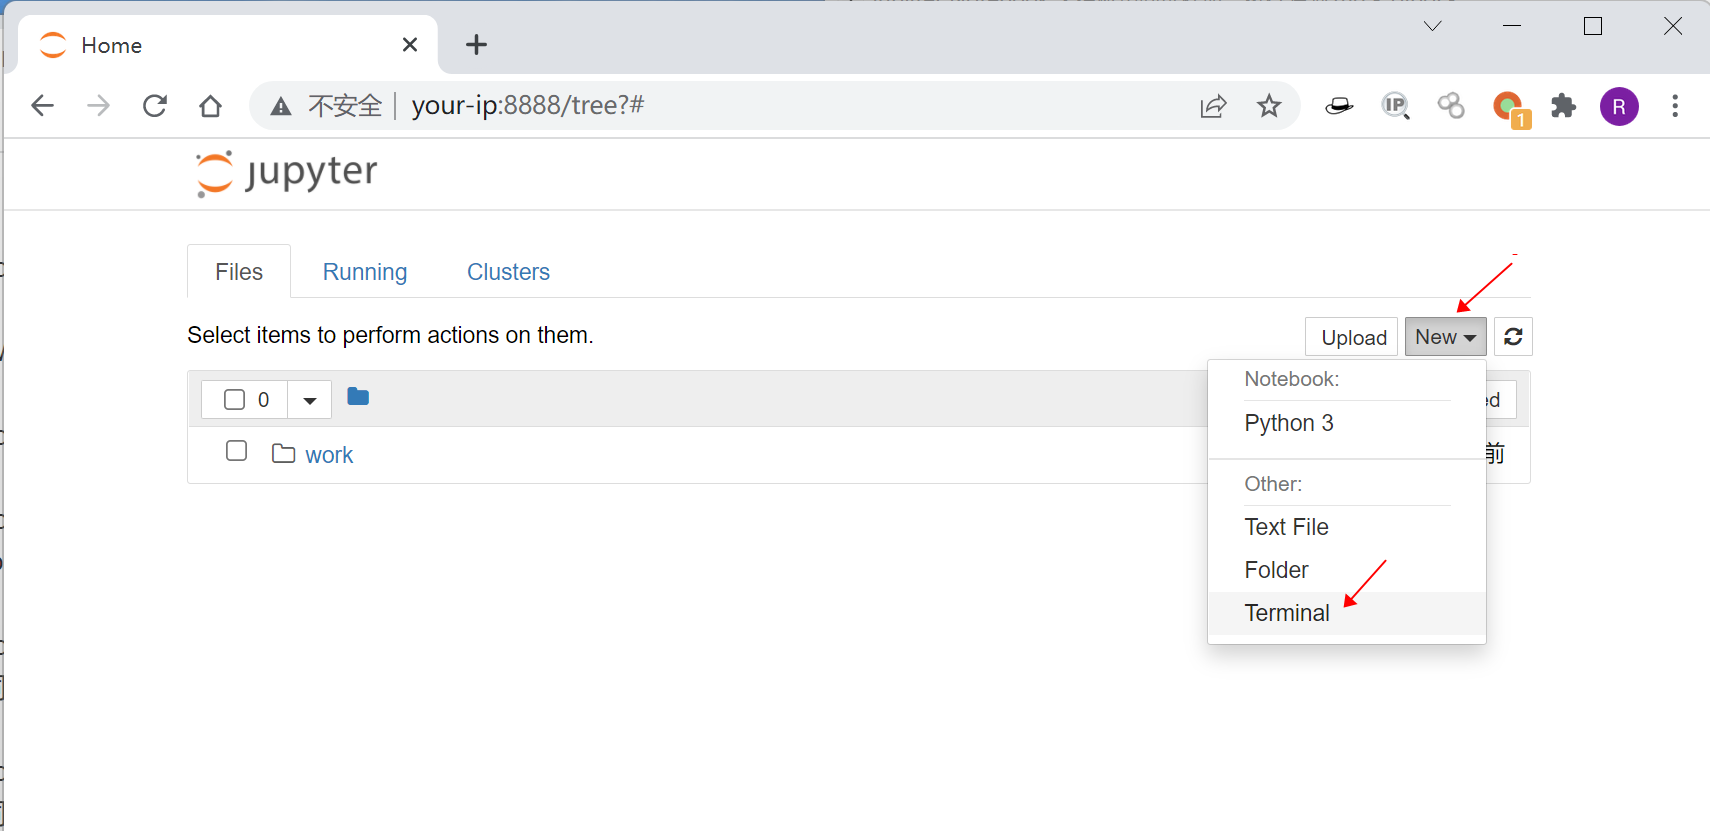 Home
不安全 your-ip:8888/tree?#
IP
1
R
jupyter
Files Running Clusters
Select items to perform actions on them.
Upload New
0
ed
work
前
Notebook:
Python 3
Other:
Text File
Folder
Terminal